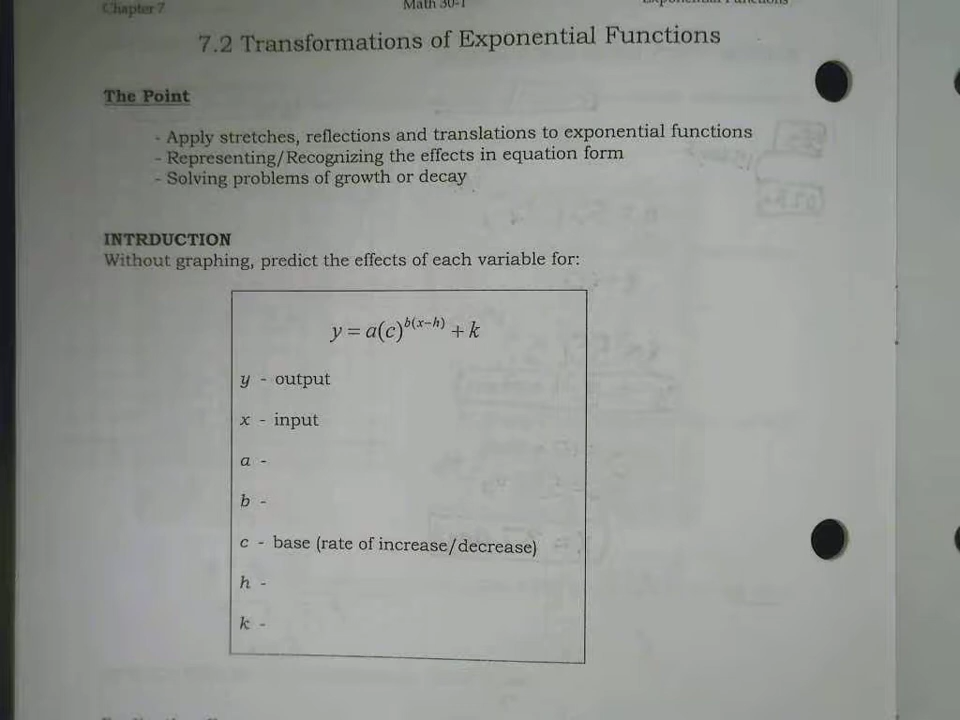 Chapter 7
Math 30-1
7.2 Transformations of Exponential Functions
The Point
- Apply stretches, reflections and translations to exponential functions
- Representing/Recognizing the effects in equation form
- Solving problems of growth or decay
INTRDUCTION
Without graphing, predict the effects of each variable for:
y = a(c)^{b(x-h)} + k
y - output
x - input
a -
b -
c - base (rate of increase/decrease)
h -
k -